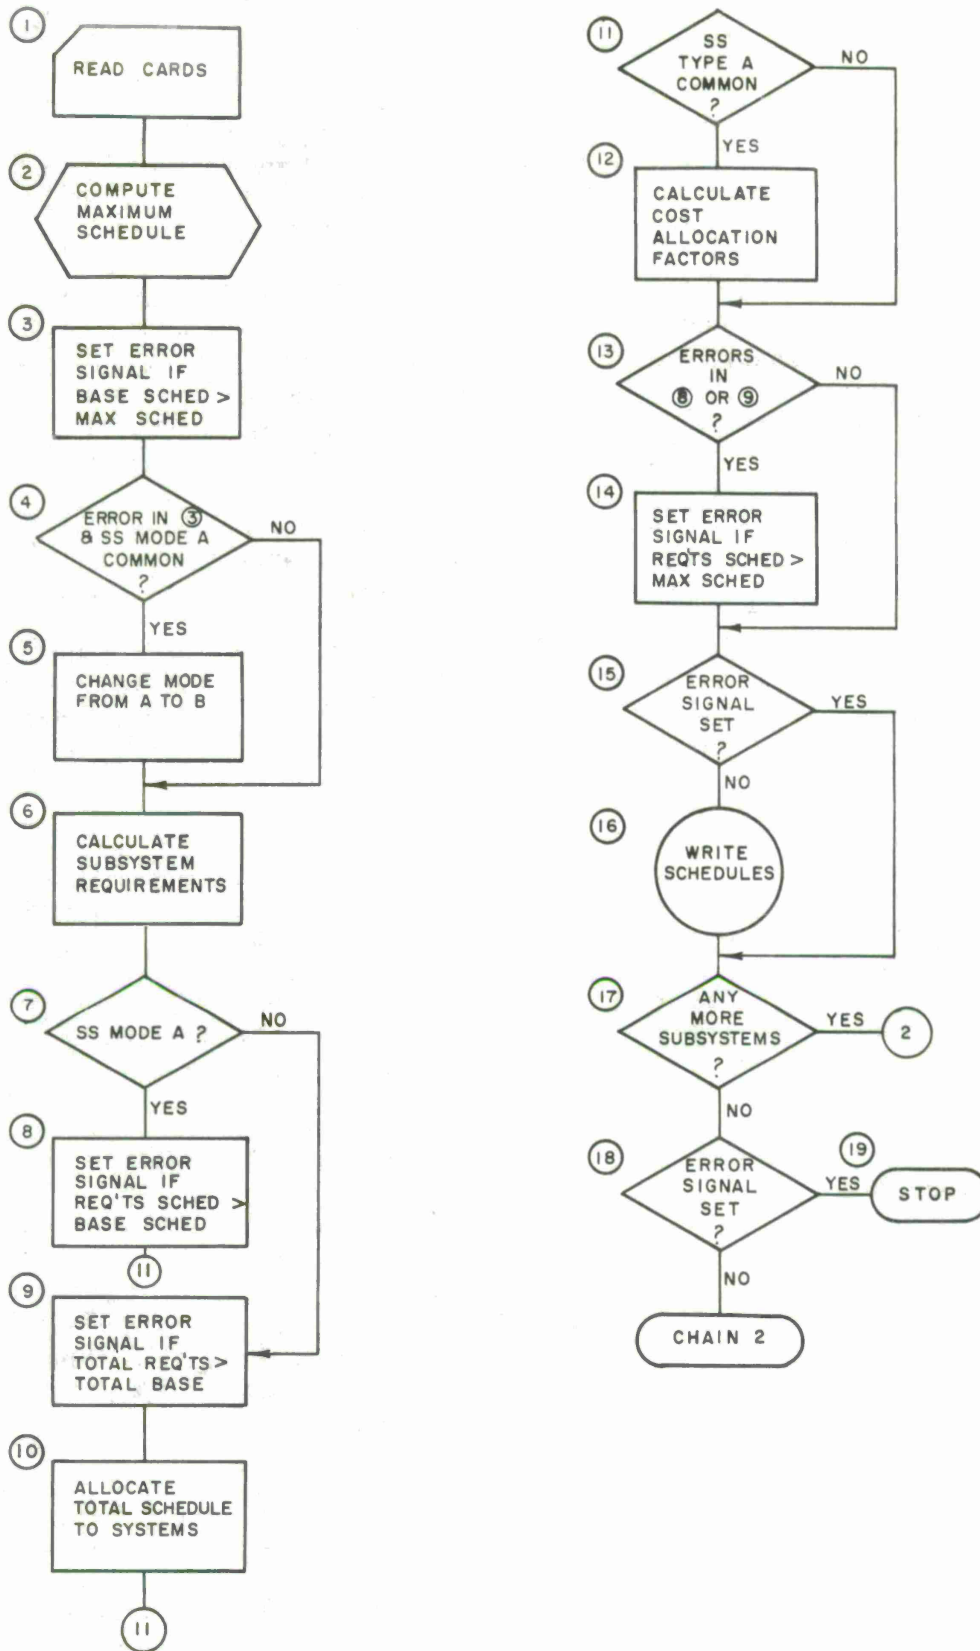 1
READ CARDS
2
COMPUTE
MAXIMUM
SCHEDULE
3
SET ERROR
SIGNAL IF
BASE SCHED >
MAX SCHED
4
ERROR IN ③
& SS MODE A
COMMON
?
NO
YES
5
CHANGE MODE
FROM A TO B
6
CALCULATE
SUBSYSTEM
REQUIREMENTS
7
SS MODE A ?
NO
YES
8
SET ERROR
SIGNAL IF
REQ'TS SCHED >
BASE SCHED
11
9
SET ERROR
SIGNAL IF
TOTAL REQ'TS >
TOTAL BASE
10
ALLOCATE
TOTAL SCHEDULE
TO SYSTEMS
11
11
SS
TYPE A
COMMON
?
NO
YES
12
CALCULATE
COST
ALLOCATION
FACTORS
13
ERRORS
IN
⑧ OR ⑨
?
NO
YES
14
SET ERROR
SIGNAL IF
REQ'TS SCHED >
MAX SCHED
15
ERROR
SIGNAL
SET
?
YES
NO
16
WRITE
SCHEDULES
17
ANY
MORE
SUBSYSTEMS
?
YES
2
NO
18
ERROR
SIGNAL
SET
?
YES
19
STOP
NO
CHAIN 2